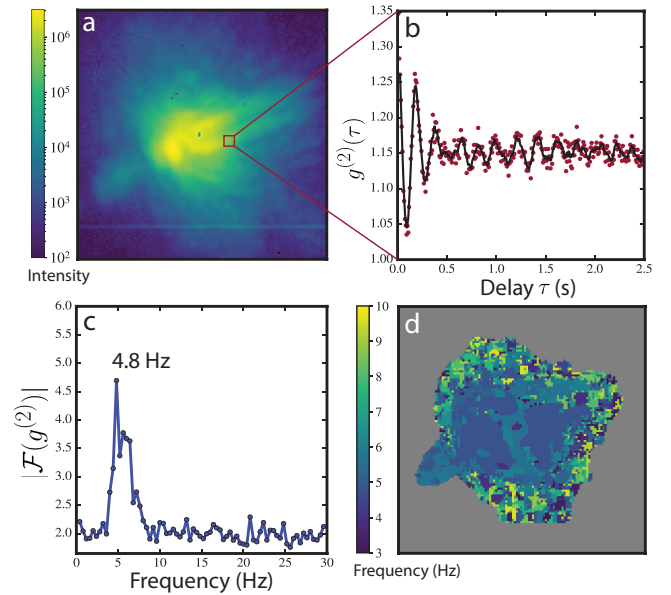 a
10^6
10^5
10^4
10^3
10^2
Intensity
b
1.35
1.30
1.25
1.20
1.15
1.10
1.05
1.00
g^(2)(τ)
0.0 0.5 1.0 1.5 2.0 2.5
Delay τ (s)
c
4.8 Hz
6.0
5.5
5.0
4.5
4.0
3.5
3.0
2.5
2.0
|F(g^(2))|
0 5 10 15 20 25 30
Frequency (Hz)
d
10
9
8
7
6
5
4
3
Frequency (Hz)